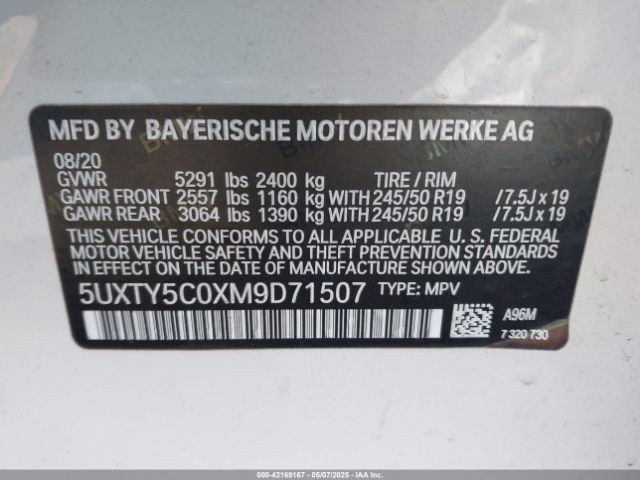 MFD BY BAYERISCHE MOTOREN WERKE AG
08/20
GVWR 5291 lbs 2400 kg TIRE / RIM
GAWR FRONT 2557 lbs 1160 kg WITH 245/50 R19 /7.5J x 19
GAWR REAR 3064 lbs 1390 kg WITH 245/50 R19 /7.5J x 19
THIS VEHICLE CONFORMS TO ALL APPLICABLE U. S. FEDERAL
MOTOR VEHICLE SAFETY, BUMPER, AND THEFT PREVENTION
STANDARDS IN EFFECT ON THE DATE OF MANUFACTURE SHOWN ABOVE.
5UXTY5C0XM9D71507 TYPE: MPV
A96M
7 320 730
000-42169167 - 05/07/2025 - IAAI.COM